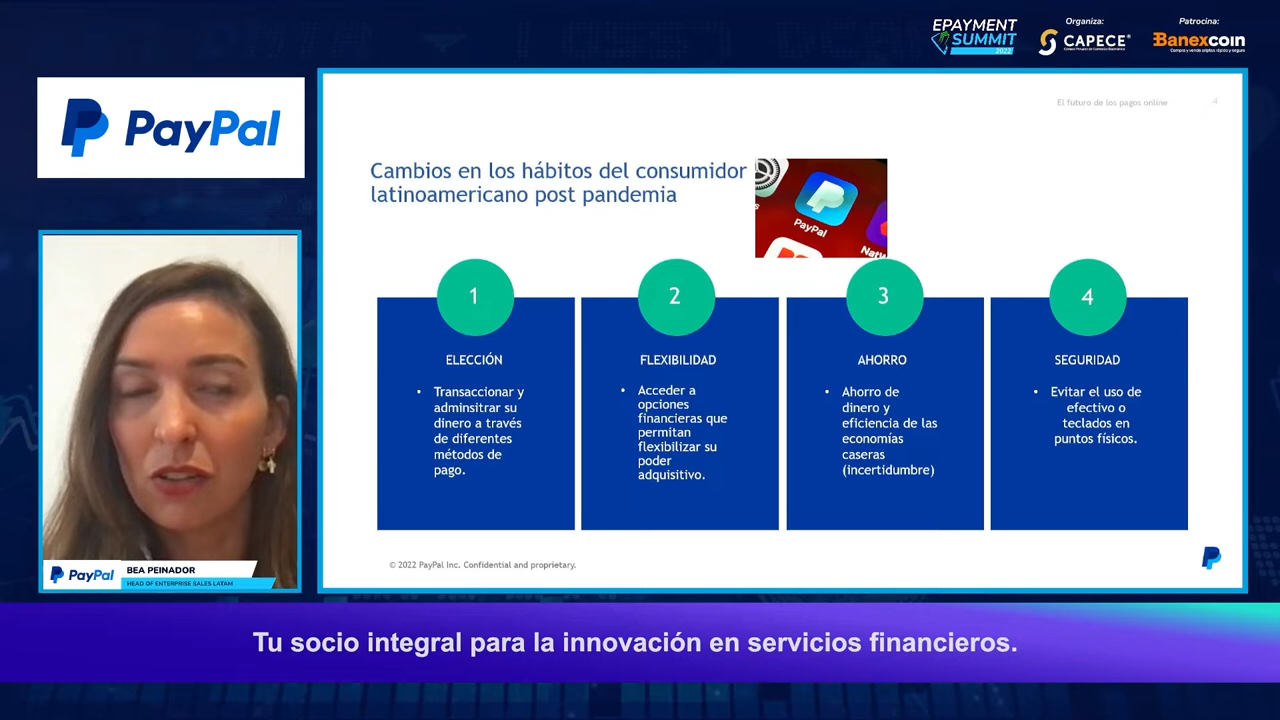 EPAYMENT
SUMMIT
2022
Organiza:
CAPECE
Patrocina:
Banexcoin
PayPal
El futuro de los pagos online
4
Cambios en los hábitos del consumidor
latinoamericano post pandemia
PayPal
1
ELECCIÓN
• Transaccionar y
adminsitrar su
dinero a través
de diferentes
métodos de
pago.
2
FLEXIBILIDAD
• Acceder a
opciones
financieras que
permitan
flexibilizar su
poder
adquisitivo.
3
AHORRO
• Ahorro de
dinero y
eficiencia de las
economías
caseras
(incertidumbre)
4
SEGURIDAD
• Evitar el uso de
efectivo o
teclados en
puntos físicos.
© 2022 PayPal Inc. Confidential and proprietary.
PayPal
BEA PEINADOR
HEAD OF ENTERPRISE SALES LATAM
Tu socio integral para la innovación en servicios financieros.